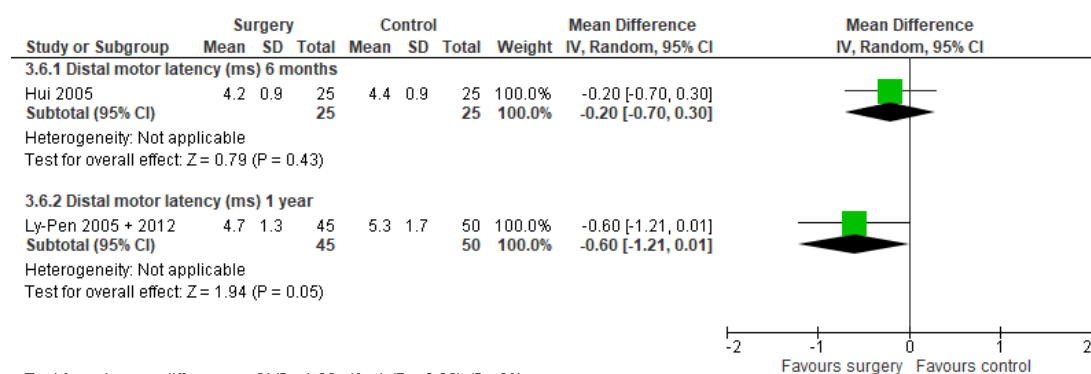 Surgery Control Mean Difference Mean Difference
Study or Subgroup Mean SD Total Mean SD Total Weight IV, Random, 95% CI IV, Random, 95% CI
3.6.1 Distal motor latency (ms) 6 months
Hui 2005 4.2 0.9 25 4.4 0.9 25 100.0% -0.20 [-0.70, 0.30]
Subtotal (95% CI) 25 25 100.0% -0.20 [-0.70, 0.30]
Heterogeneity: Not applicable
Test for overall effect: Z = 0.79 (P = 0.43)
3.6.2 Distal motor latency (ms) 1 year
Ly-Pen 2005 + 2012 4.7 1.3 45 5.3 1.7 50 100.0% -0.60 [-1.21, 0.01]
Subtotal (95% CI) 45 50 100.0% -0.60 [-1.21, 0.01]
Heterogeneity: Not applicable
Test for overall effect: Z = 1.94 (P = 0.05)
-2 -1 0 1 2
Favours surgery Favours control